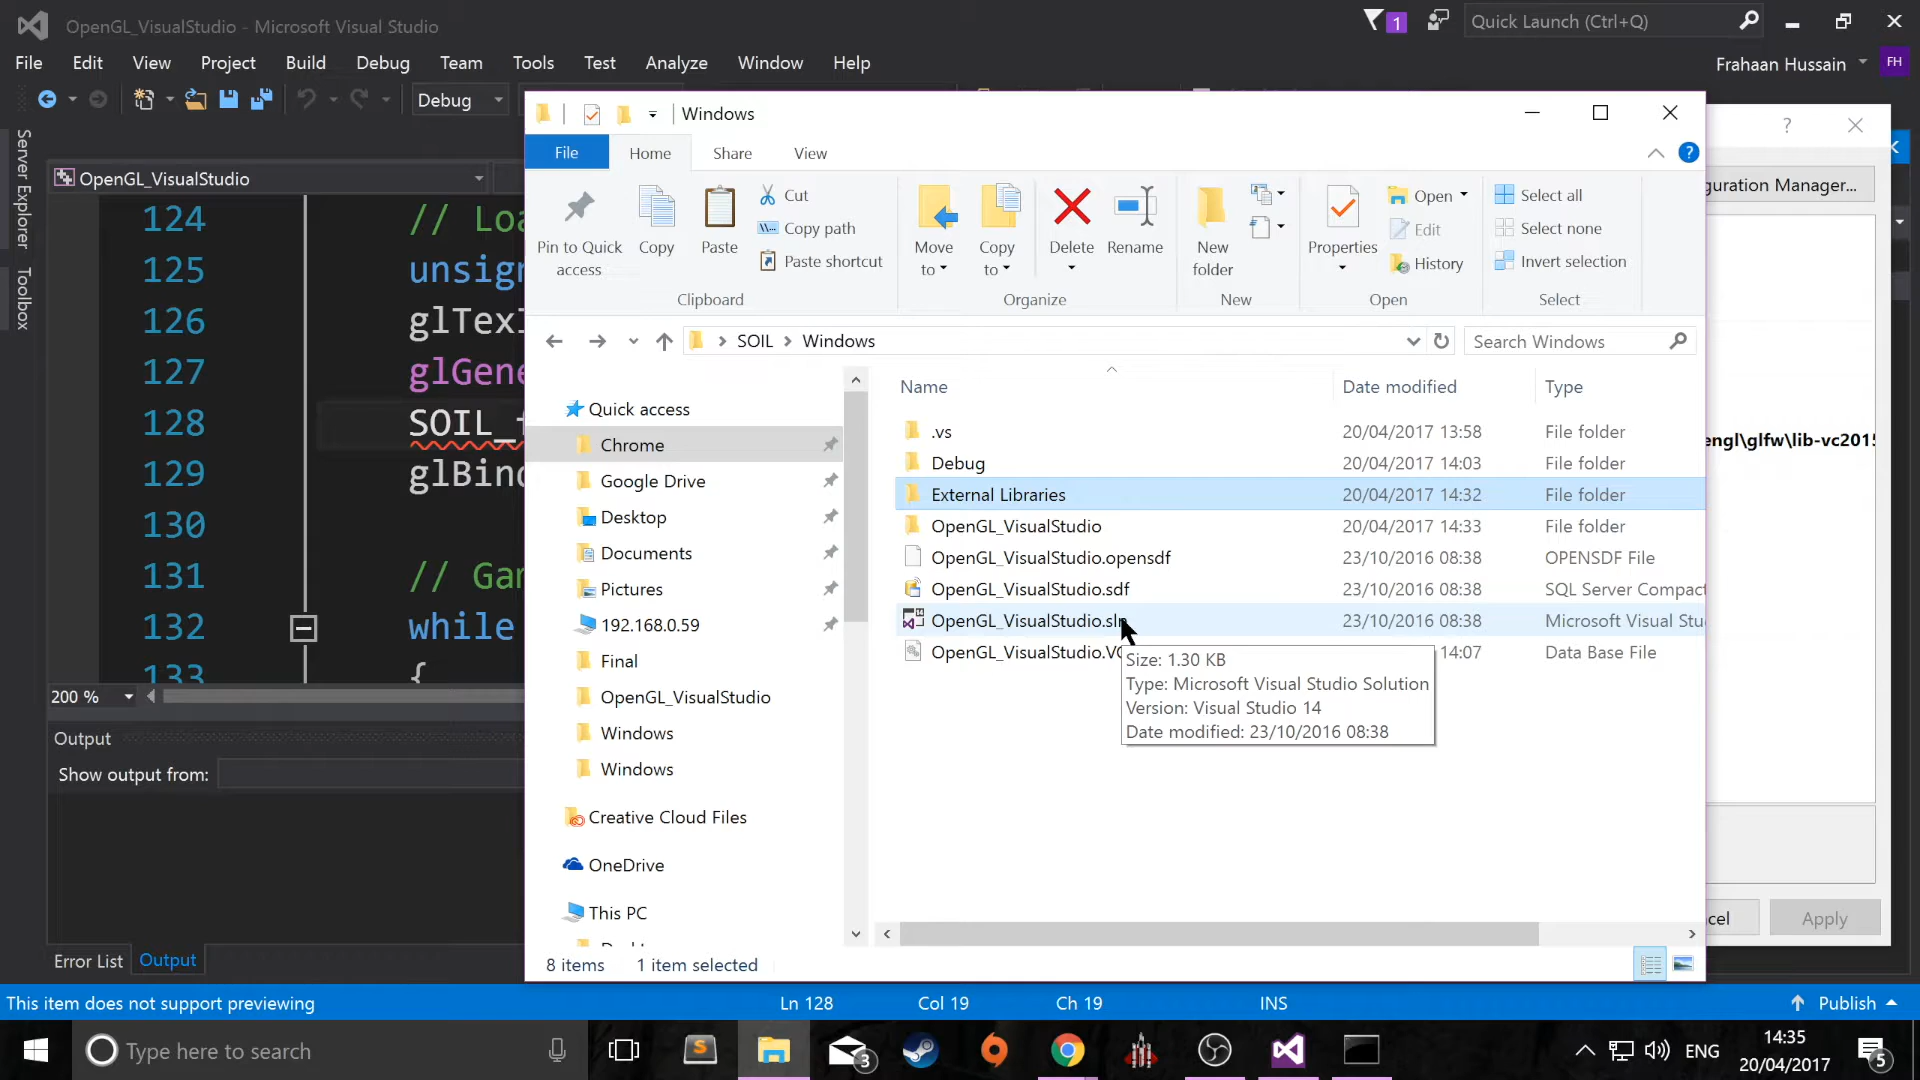 OpenGL_VisualStudio - Microsoft Visual Studio
1
Quick Launch (Ctrl+Q)
File Edit View Project Build Debug Team Tools Test Analyze Window Help
Frahaan Hussain FH
Debug
Server Explorer
Toolbox
OpenGL_VisualStudio
124 // Loa
125 unsign
126
127 glGene
128 SOIL_
129 glBind
130
131 // Gam
132 while
133 {
200 %
Output
Show output from:
Error List Output
This item does not support previewing Ln 128 Col 19 Ch 19 INS Publish
Windows
File Home Share View
Pin to Quick access
Copy
Paste
Cut
Copy path
Paste shortcut
Clipboard
Move to
Copy to
Delete
Rename
Organize
New folder
New
Properties
Open
Edit
History
Open
Select all
Select none
Invert selection
Select
SOIL Windows
Search Windows
Quick access
Chrome
Google Drive
Desktop
Documents
Pictures
192.168.0.59
Final
OpenGL_VisualStudio
Windows
Windows
Creative Cloud Files
OneDrive
This PC
Name Date modified Type
.vs 20/04/2017 13:58 File folder
Debug 20/04/2017 14:03 File folder
External Libraries 20/04/2017 14:32 File folder
OpenGL_VisualStudio 20/04/2017 14:33 File folder
OpenGL_VisualStudio.opensdf 23/10/2016 08:38 OPENSDF File
OpenGL_VisualStudio.sdf 23/10/2016 08:38 SQL Server Compact
OpenGL_VisualStudio.sln 23/10/2016 08:38 Microsoft Visual Stu
OpenGL_VisualStudio.VC 14:07 Data Base File
Size: 1.30 KB
Type: Microsoft Visual Studio Solution
Version: Visual Studio 14
Date modified: 23/10/2016 08:38
8 items 1 item selected
?
guration Manager...
engl\glfw\lib-vc2015
cel
Apply
Type here to search
3
ENG
14:35
20/04/2017
5